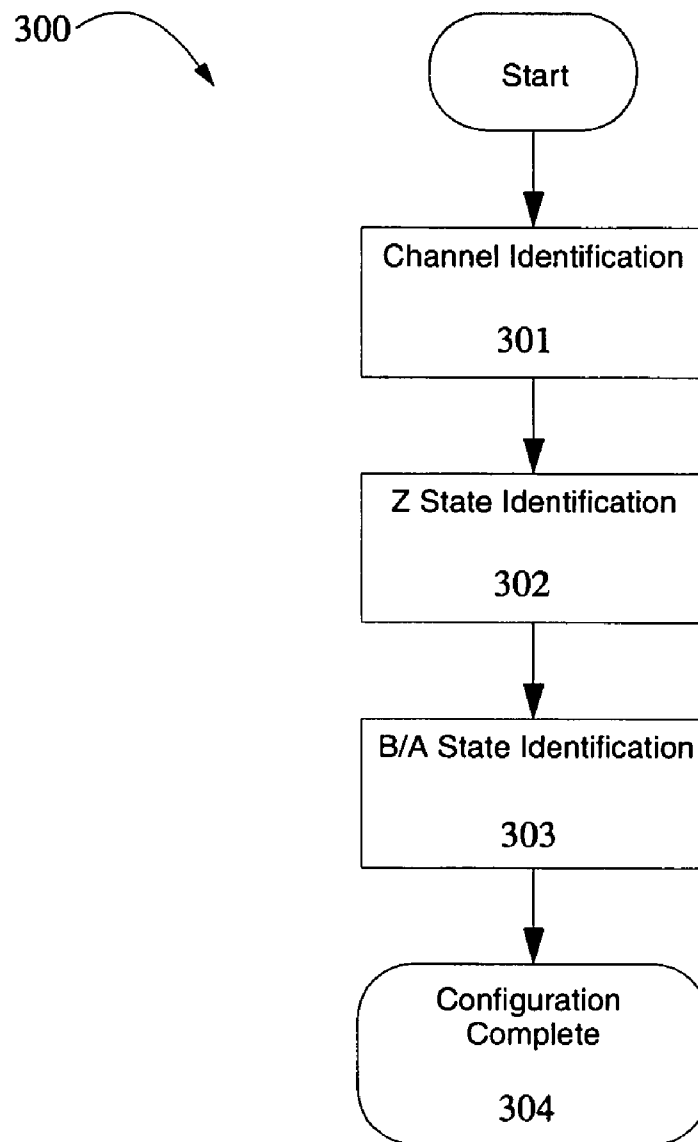 300
Start
Channel Identification
301
Z State Identification
302
B/A State Identification
303
Configuration
Complete
304